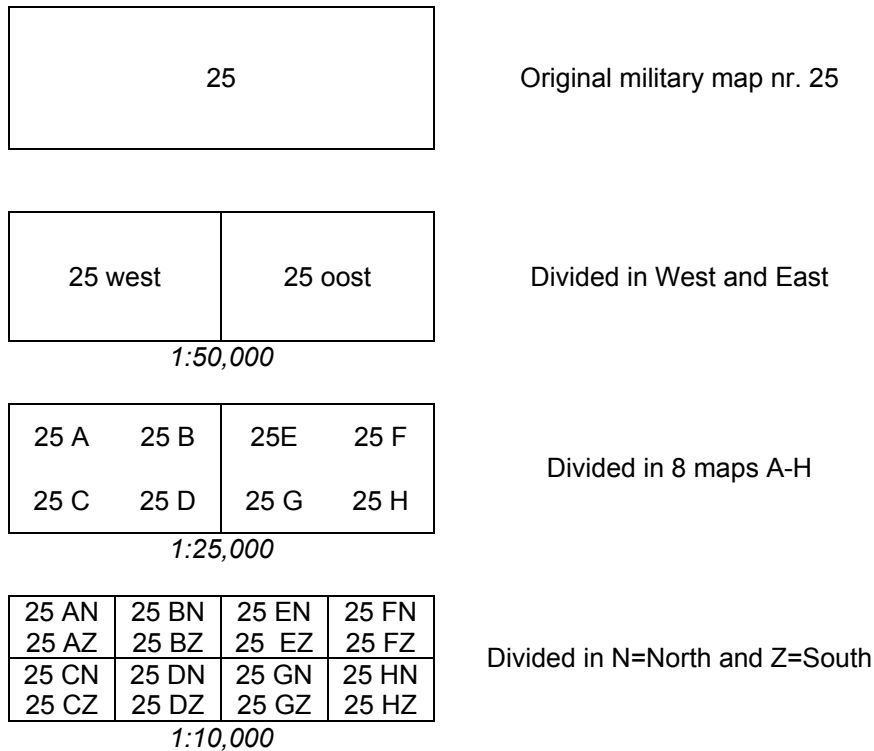 25
Original military map nr. 25
25 west 25 oost
Divided in West and East
1:50,000
25 A 25 B 25E 25 F
25 C 25 D 25 G 25 H
Divided in 8 maps A-H
1:25,000
25 AN 25 BN 25 EN 25 FN
25 AZ 25 BZ 25  EZ 25 FZ
25 CN 25 DN 25 GN 25 HN
25 CZ 25 DZ 25 GZ 25 HZ
Divided in N=North and Z=South
1:10,000